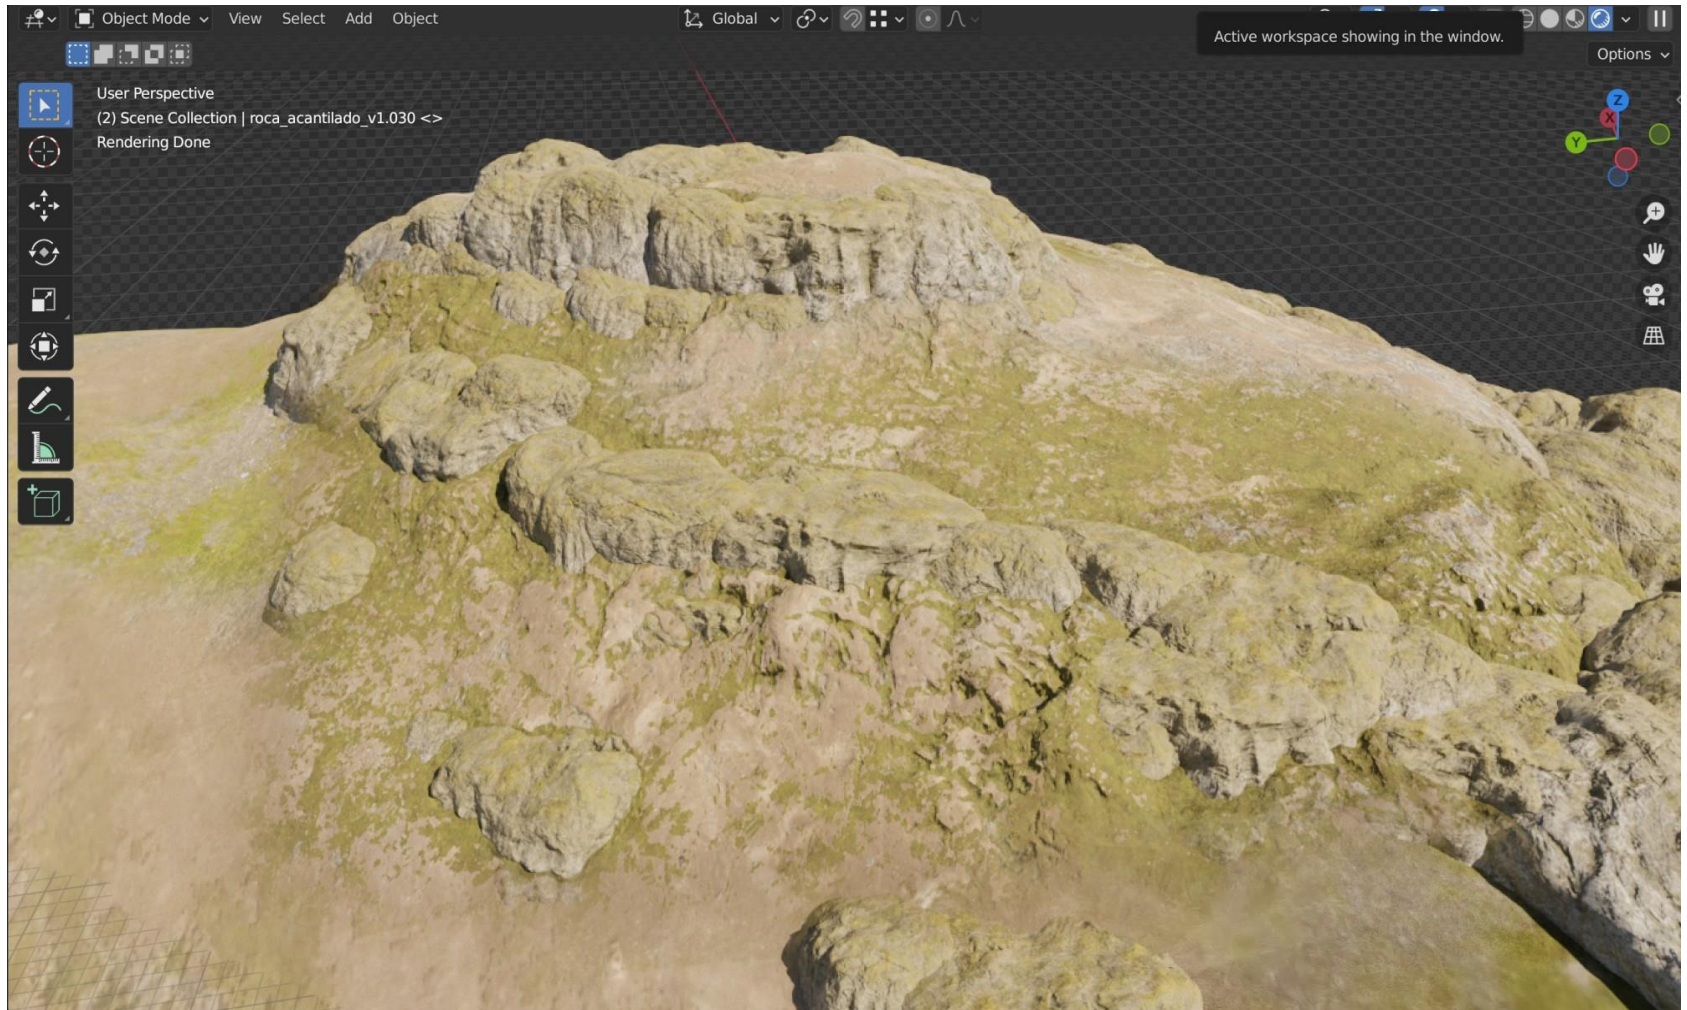 Object Mode View Select Add Object Global
Active workspace showing in the window.
Options
User Perspective
(2) Scene Collection | roca_acantilado_v1.030 <>
Rendering Done
Z
X
Y